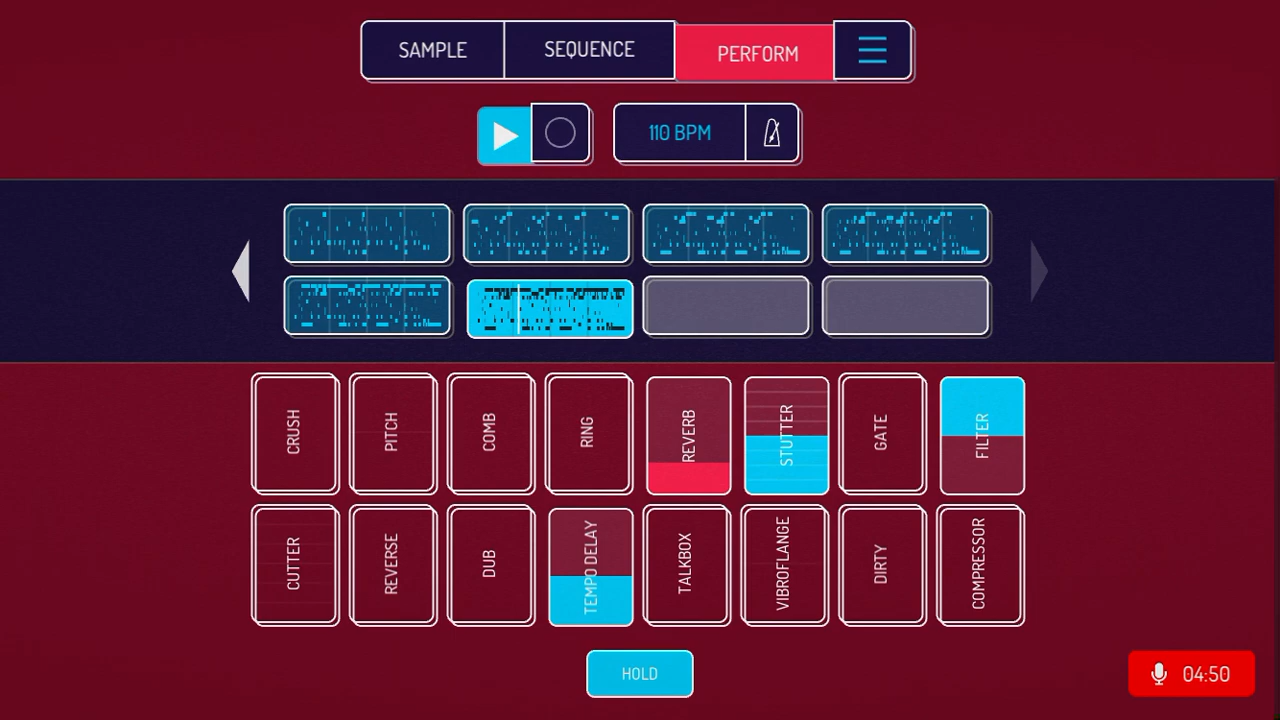 SAMPLE SEQUENCE PERFORM
110 BPM
CRUSH PITCH COMB RING REVERB STUTTER GATE FILTER
CUTTER REVERSE DUB TEMPO DELAY TALKBOX VIBROFLANGE DIRTY COMPRESSOR
HOLD
04:50